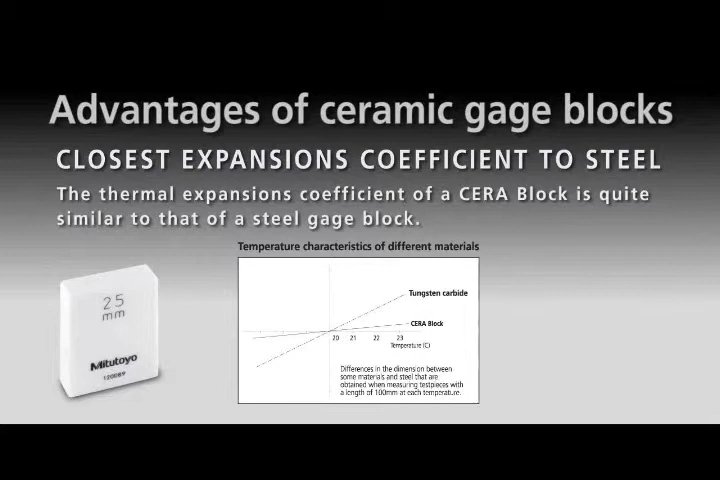 Advantages of ceramic gage blocks
CLOSEST EXPANSIONS COEFFICIENT TO STEEL
The thermal expansions coefficient of a CERA Block is quite
similar to that of a steel gage block.
Temperature characteristics of different materials
25
mm
Mitutoyo
120089
Tungsten carbide
CERA Block
20 21 22 23
Temperature (C)
Differences in the dimension between
some materials and steel that are
obtained when measuring testpieces with
a length of 100mm at each temperature.